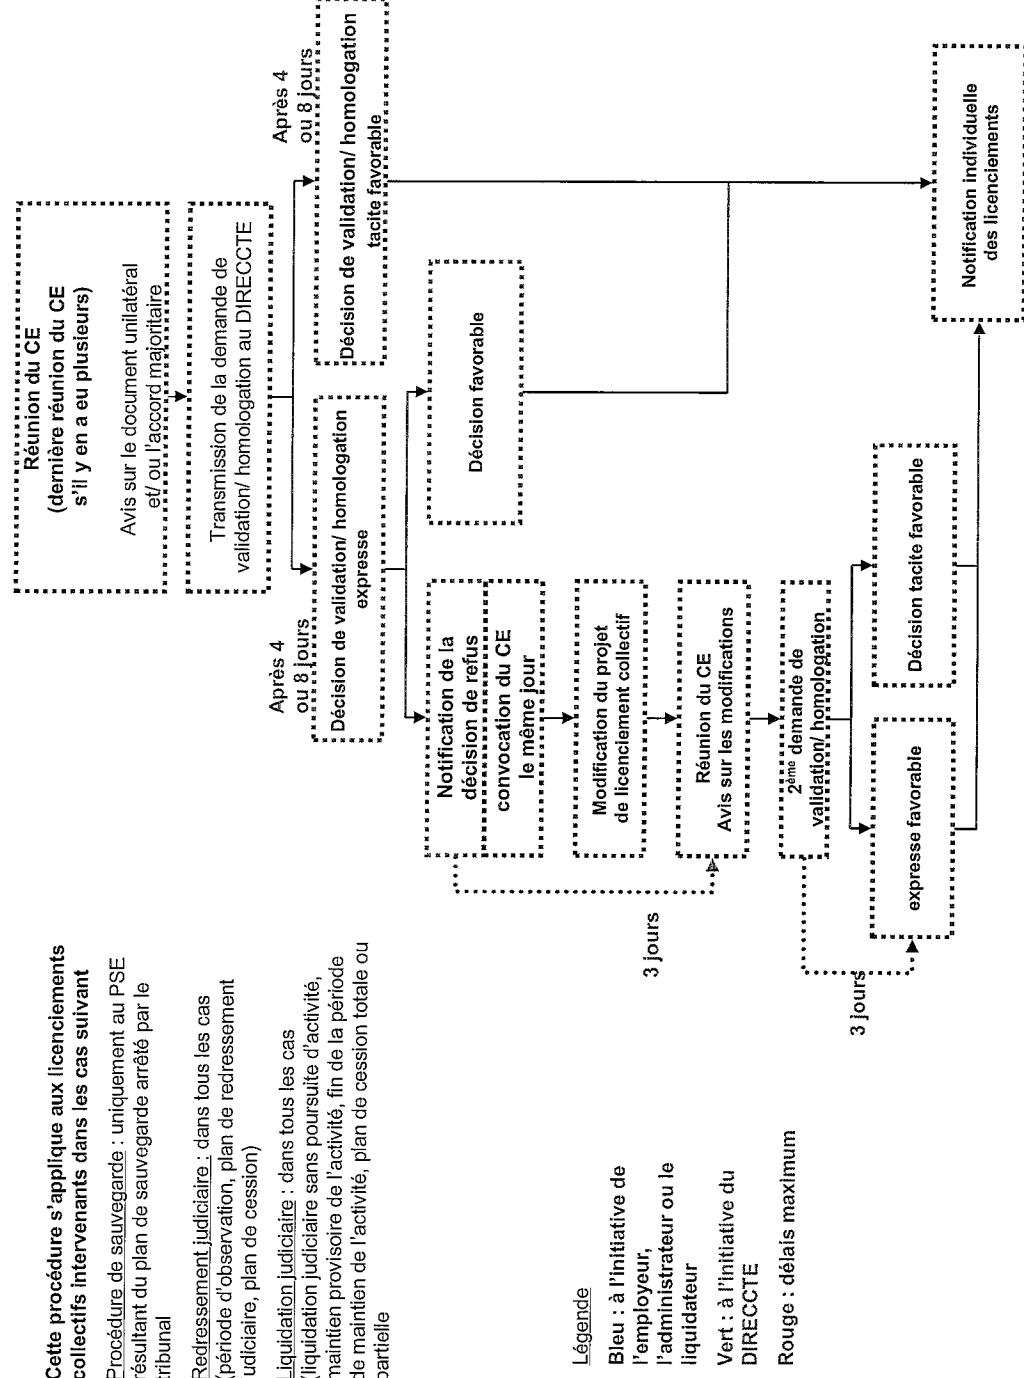 Cette procédure s’applique aux licenciements
collectifs intervenants dans les cas suivant
Procédure de sauvegarde : uniquement au PSE
résultant du plan de sauvegarde arrêté par le
tribunal
Redressement judiciaire : dans tous les cas
(période d’observation, plan de redressement
judiciaire, plan de cession)
Liquidation judiciaire : dans tous les cas
(liquidation judiciaire sans poursuite d’activité,
maintien provisoire de l’activité, fin de la période
de maintien de l’activité, plan de cession totale ou
partielle
Légende
Bleu : à l’initiative de
l’employeur,
l’administrateur ou le
liquidateur
Vert : à l’initiative du
DIRECCTE
Rouge : délais maximum
Réunion du CE
(dernière réunion du CE
s’il y en a eu plusieurs)
Avis sur le document unilatéral
et/ ou l’accord majoritaire
Transmission de la demande de
validation/ homologation au DIRECCTE
Après 4
ou 8 jours
Décision de validation/ homologation
expresse
Après 4
ou 8 jours
Décision de validation/ homologation
tacite favorable
Notification de la
décision de refus
convocation du CE
le même jour
Décision favorable
Modification du projet
de licenciement collectif
3 jours
Réunion du CE
Avis sur les modifications
2ème demande de
validation/ homologation
3 jours
expresse favorable
Décision tacite favorable
Notification individuelle
des licenciements